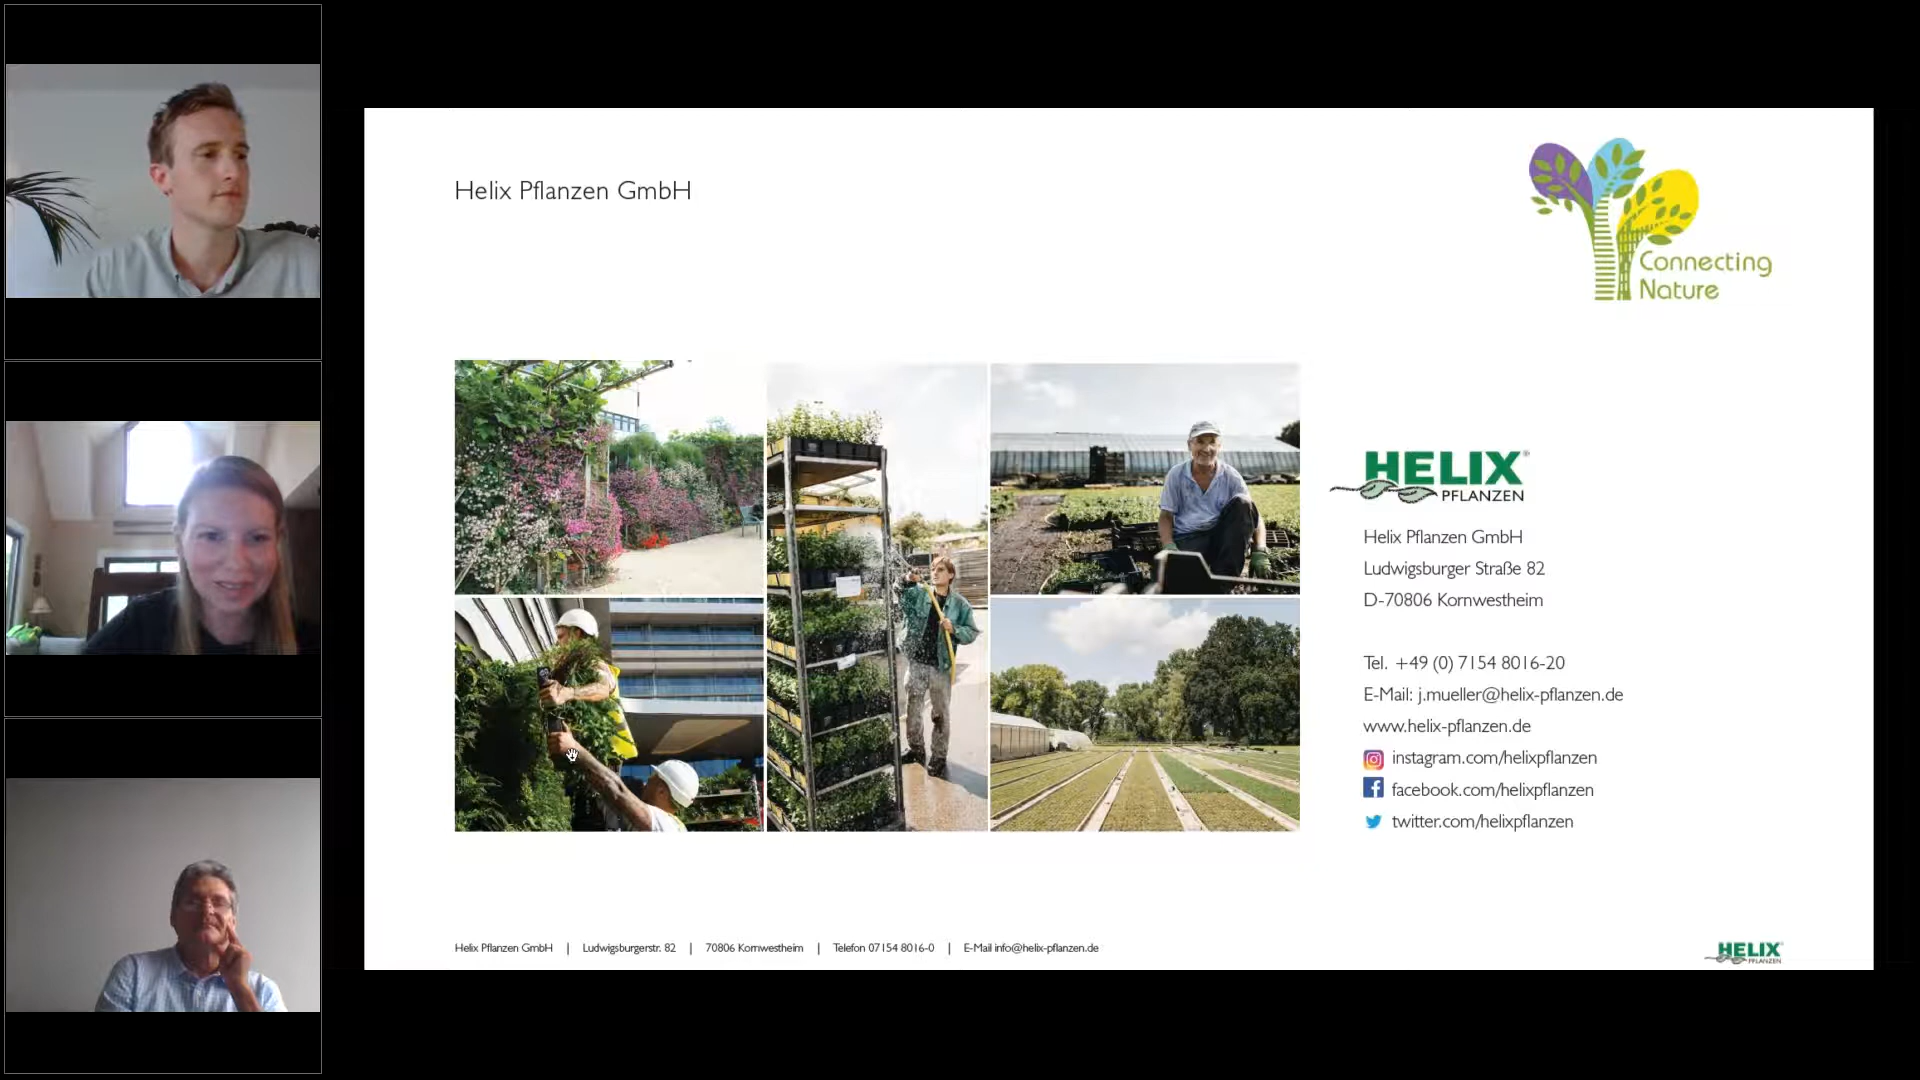 Helix Pflanzen GmbH
Connecting
Nature
HELIX®
PFLANZEN
Helix Pflanzen GmbH
Ludwigsburger Straße 82
D-70806 Kornwestheim
Tel. +49 (0) 7154 8016-20
E-Mail: j.mueller@helix-pflanzen.de
www.helix-pflanzen.de
instagram.com/helixpflanzen
facebook.com/helixpflanzen
twitter.com/helixpflanzen
Helix Pflanzen GmbH | Ludwigsburgerstr. 82 | 70806 Kornwestheim | Telefon 07154 8016-0 | E-Mail info@helix-pflanzen.de
HELIX
PFLANZEN